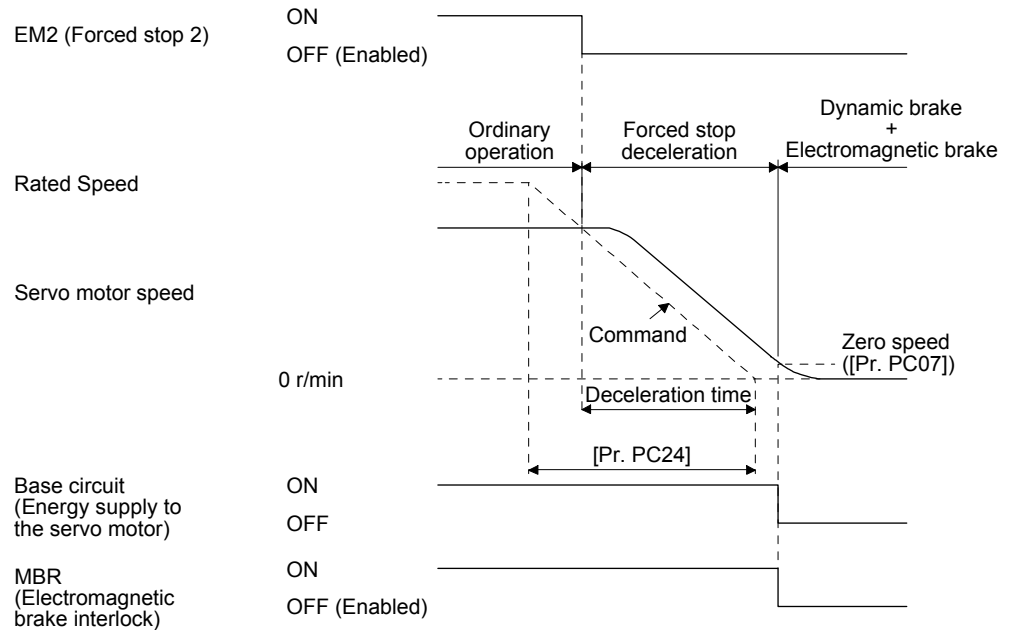 EM2 (Forced stop 2)
ON
OFF (Enabled)
Ordinary
operation
Forced stop
deceleration
Dynamic brake
+
Electromagnetic brake
Rated Speed
Servo motor speed
Command
Zero speed
([Pr. PC07])
0 r/min
Deceleration time
[Pr. PC24]
Base circuit
(Energy supply to
the servo motor)
ON
OFF
MBR
(Electromagnetic
brake interlock)
ON
OFF (Enabled)